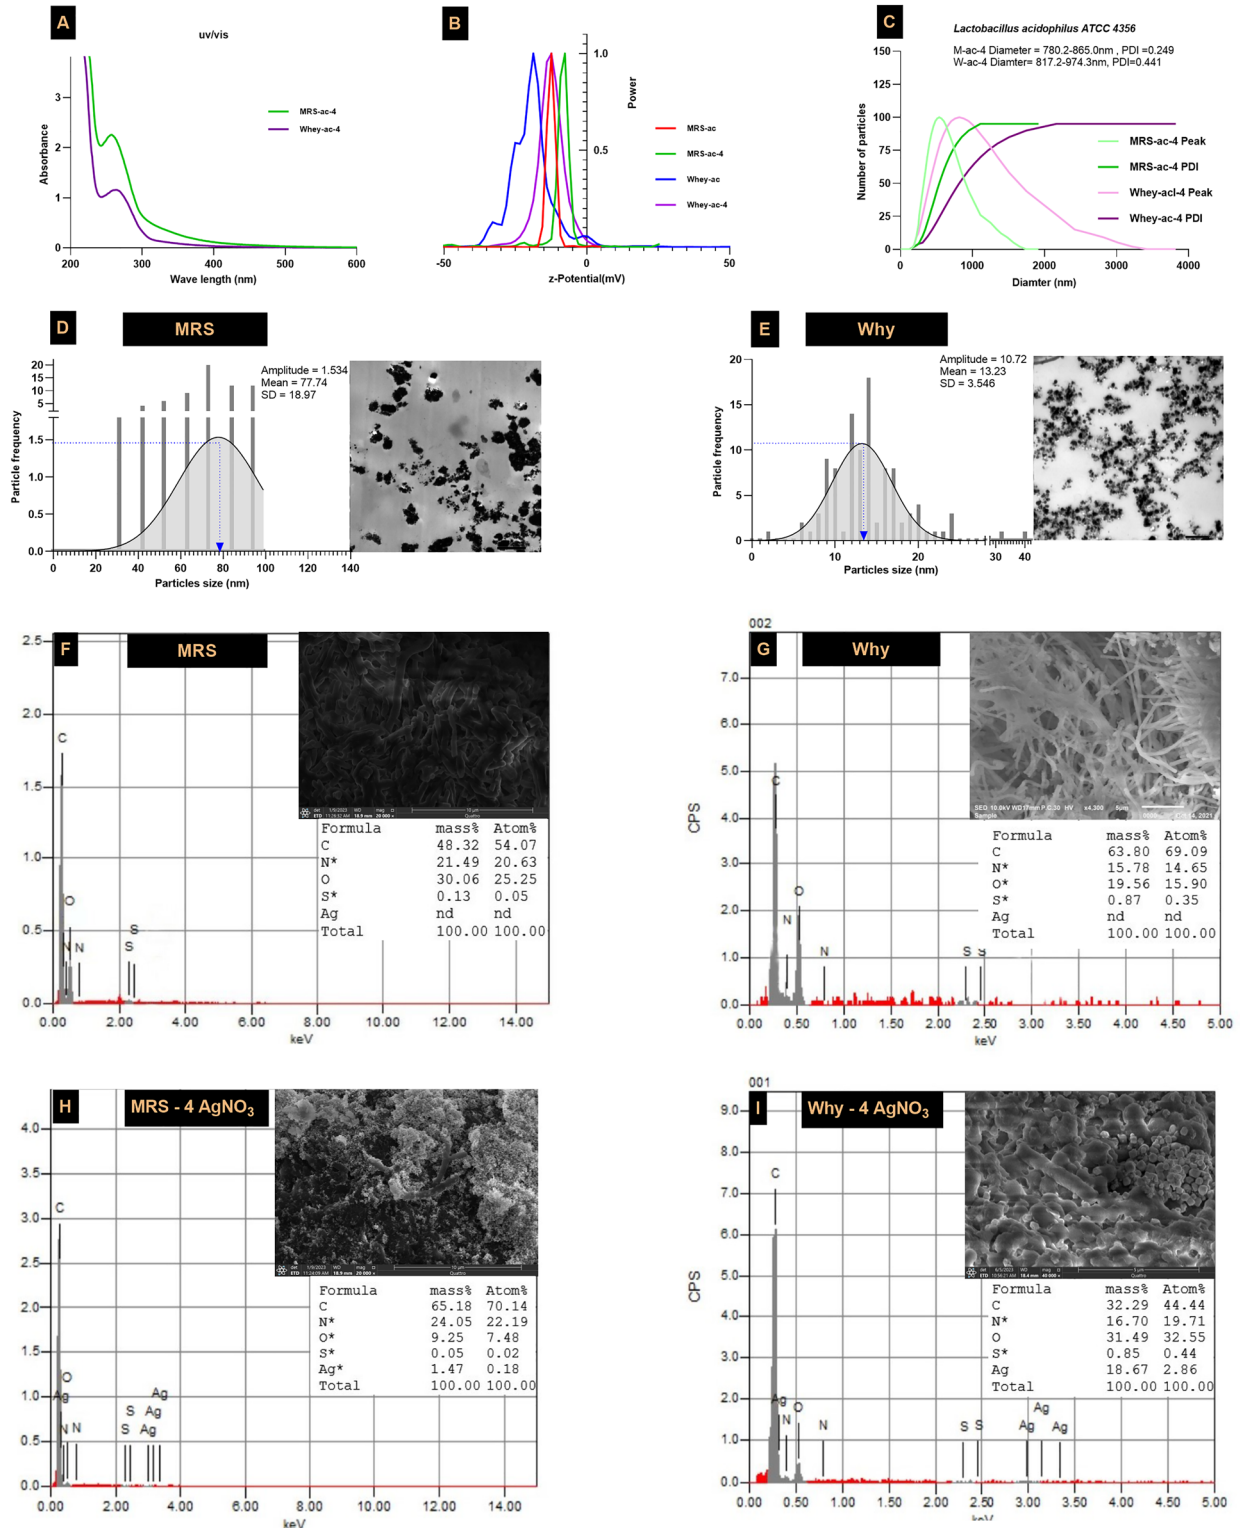 A
uv/vis
Absorbance
3
2
1
0
200
300
400
500
600
Wave length (nm)
MRS-ac-4
Whey-ac-4
B
1.0
0.5
Power
-50
0
50
z-Potential(mV)
MRS-ac
MRS-ac-4
Whey-ac
Whey-ac-4
C
Lactobacillus acidophilus ATCC 4356
M-ac-4 Diameter = 780.2-865.0nm , PDI =0.249
W-ac-4 Diamter= 817.2-974.3nm, PDI=0.441
Number of particles
150
125
100
75
50
25
0
0
1000
2000
3000
4000
Diamter (nm)
MRS-ac-4 Peak
MRS-ac-4 PDI
Whey-acl-4 Peak
Whey-ac-4 PDI
D
MRS
Amplitude = 1.534
Mean = 77.74
SD = 18.97
Particle frequency
20
15
10
5
1.5
1.0
0.5
0.0
0
20
40
60
80
100
120
140
Particles size (nm)
E
Why
Amplitude = 10.72
Mean = 13.23
SD = 3.546
Particle frequency
20
15
10
5
0
0
10
20
30
40
Particles size (nm)
F
MRS
2.5
2.0
1.5
1.0
0.5
0.0
C
O
N
N
S
S
0.00
2.00
4.00
6.00
8.00
10.00
12.00
14.00
keV
Formula mass% Atom%
C 48.32 54.07
N* 21.49 20.63
O 30.06 25.25
S* 0.13 0.05
Ag nd nd
Total 100.00 100.00
002
G
Why
CPS
7.0
6.0
5.0
4.0
3.0
2.0
1.0
0.0
C
N
O
N
S
S
0.00
0.50
1.00
1.50
2.00
2.50
3.00
3.50
4.00
4.50
5.00
keV
Formula mass% Atom%
C 63.80 69.09
N* 15.78 14.65
O* 19.56 15.90
S* 0.87 0.35
Ag nd nd
Total 100.00 100.00
H
MRS - 4 AgNO3
4.0
3.5
3.0
2.5
2.0
1.5
1.0
0.5
0.0
C
O
Ag
N
N
S
S
Ag
Ag
Ag
0.00
2.00
4.00
6.00
8.00
10.00
12.00
14.00
keV
Formula mass% Atom%
C 65.18 70.14
N* 24.05 22.19
O* 9.25 7.48
S* 0.05 0.02
Ag* 1.47 0.18
Total 100.00 100.00
001
I
Why - 4 AgNO3
CPS
9.0
8.0
7.0
6.0
5.0
4.0
3.0
2.0
1.0
0.0
C
Ag
N
O
N
S
S
Ag
Ag
Ag
0.00
0.50
1.00
1.50
2.00
2.50
3.00
3.50
4.00
4.50
5.00
keV
Formula mass% Atom%
C 32.29 44.44
N* 16.70 19.71
O 31.49 32.55
S* 0.85 0.44
Ag 18.67 2.86
Total 100.00 100.00